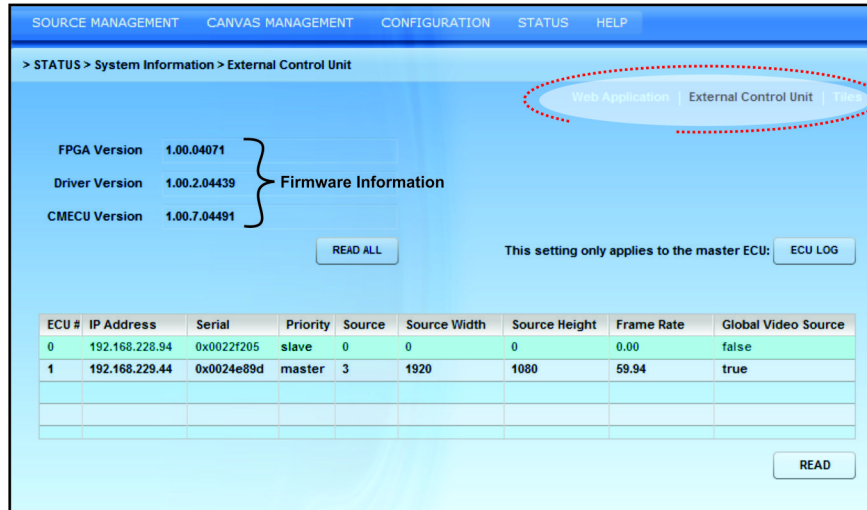 SOURCE MANAGEMENT CANVAS MANAGEMENT CONFIGURATION STATUS HELP
> STATUS > System Information > External Control Unit
Web Application | External Control Unit | Tiles
FPGA Version 1.00.04071
Driver Version 1.00.2.04439
CMECU Version 1.00.7.04491
Firmware Information
READ ALL
This setting only applies to the master ECU: ECU LOG
ECU # IP Address Serial Priority Source Source Width Source Height Frame Rate Global Video Source
0 192.168.228.94 0x0022f205 slave 0 0 0 0.00 false
1 192.168.229.44 0x0024e89d master 3 1920 1080 59.94 true
READ